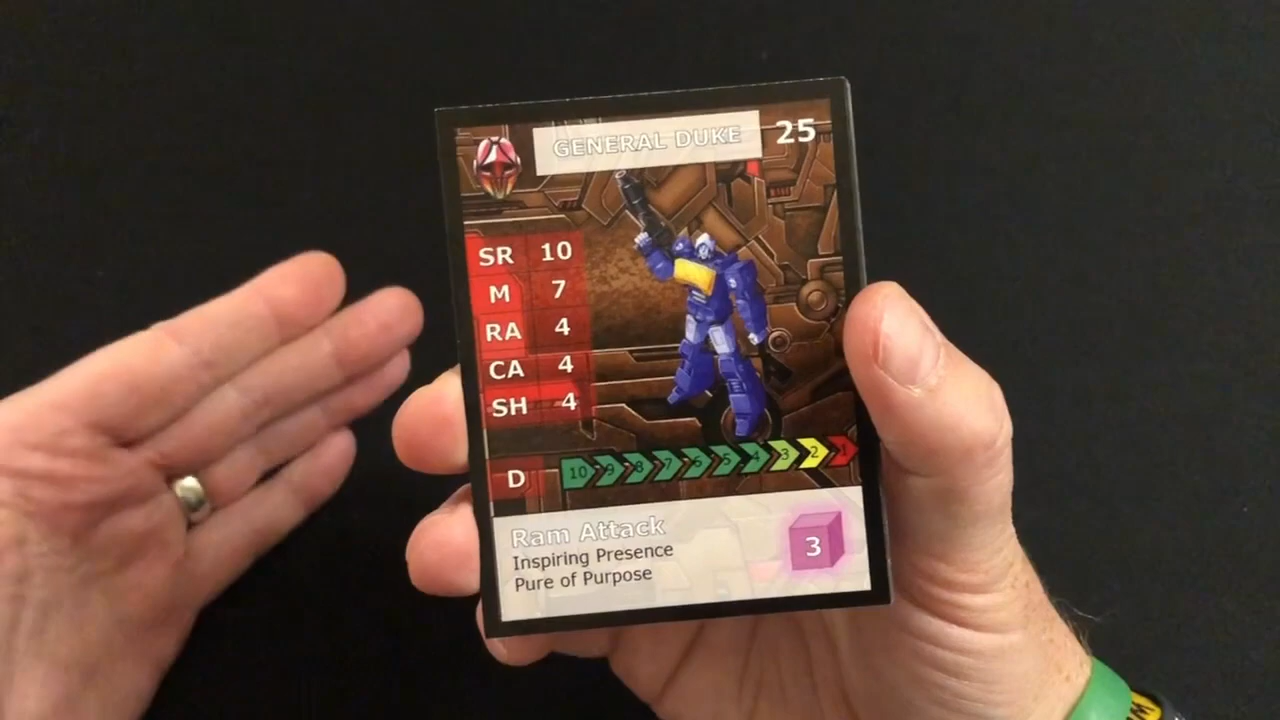 GENERAL DUKE 25
SR 10
M 7
RA 4
CA 4
SH 4
D 10 9 8 7 6 5 4 3 2 1
Ram Attack
Inspiring Presence
Pure of Purpose
3
W